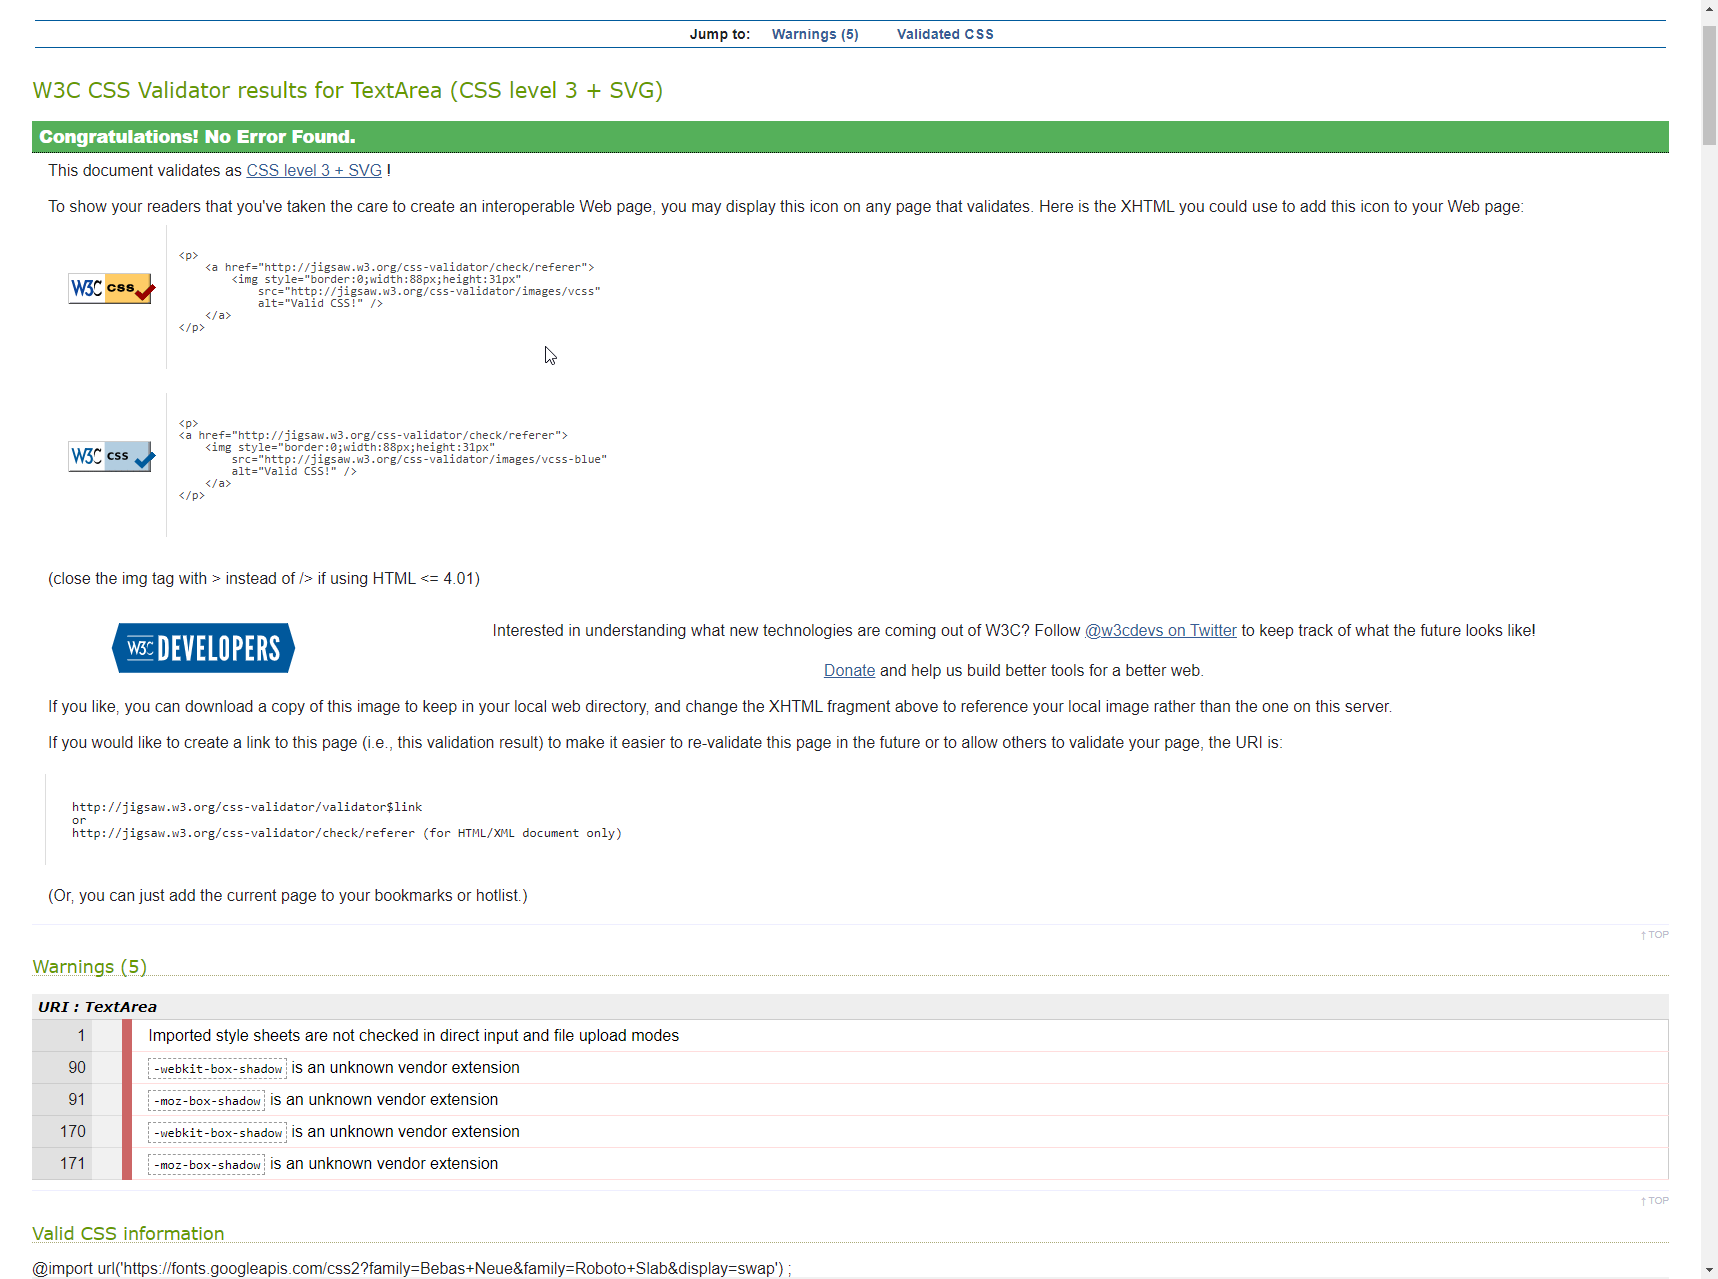 Jump to: Warnings (5) Validated CSS
W3C CSS Validator results for TextArea (CSS level 3 + SVG)
Congratulations! No Error Found.
This document validates as CSS level 3 + SVG !
To show your readers that you've taken the care to create an interoperable Web page, you may display this icon on any page that validates. Here is the XHTML you could use to add this icon to your Web page:
W3C css
<p>
<a href="http://jigsaw.w3.org/css-validator/check/referer">
<img style="border:0;width:88px;height:31px"
src="http://jigsaw.w3.org/css-validator/images/vcss"
alt="Valid CSS!" />
</a>
</p>
W3C css
<p>
<a href="http://jigsaw.w3.org/css-validator/check/referer">
<img style="border:0;width:88px;height:31px"
src="http://jigsaw.w3.org/css-validator/images/vcss-blue"
alt="Valid CSS!" />
</a>
</p>
(close the img tag with > instead of /> if using HTML <= 4.01)
W3C DEVELOPERS
Interested in understanding what new technologies are coming out of W3C? Follow @w3cdevs on Twitter to keep track of what the future looks like!
Donate and help us build better tools for a better web.
If you like, you can download a copy of this image to keep in your local web directory, and change the XHTML fragment above to reference your local image rather than the one on this server.
If you would like to create a link to this page (i.e., this validation result) to make it easier to re-validate this page in the future or to allow others to validate your page, the URI is:
http://jigsaw.w3.org/css-validator/validator$link
or
http://jigsaw.w3.org/css-validator/check/referer (for HTML/XML document only)
(Or, you can just add the current page to your bookmarks or hotlist.)
↑ TOP
Warnings (5)
URI : TextArea
1 Imported style sheets are not checked in direct input and file upload modes
90 -webkit-box-shadow is an unknown vendor extension
91 -moz-box-shadow is an unknown vendor extension
170 -webkit-box-shadow is an unknown vendor extension
171 -moz-box-shadow is an unknown vendor extension
↑ TOP
Valid CSS information
@import url('https://fonts.googleapis.com/css2?family=Bebas+Neue&family=Roboto+Slab&display=swap') ;